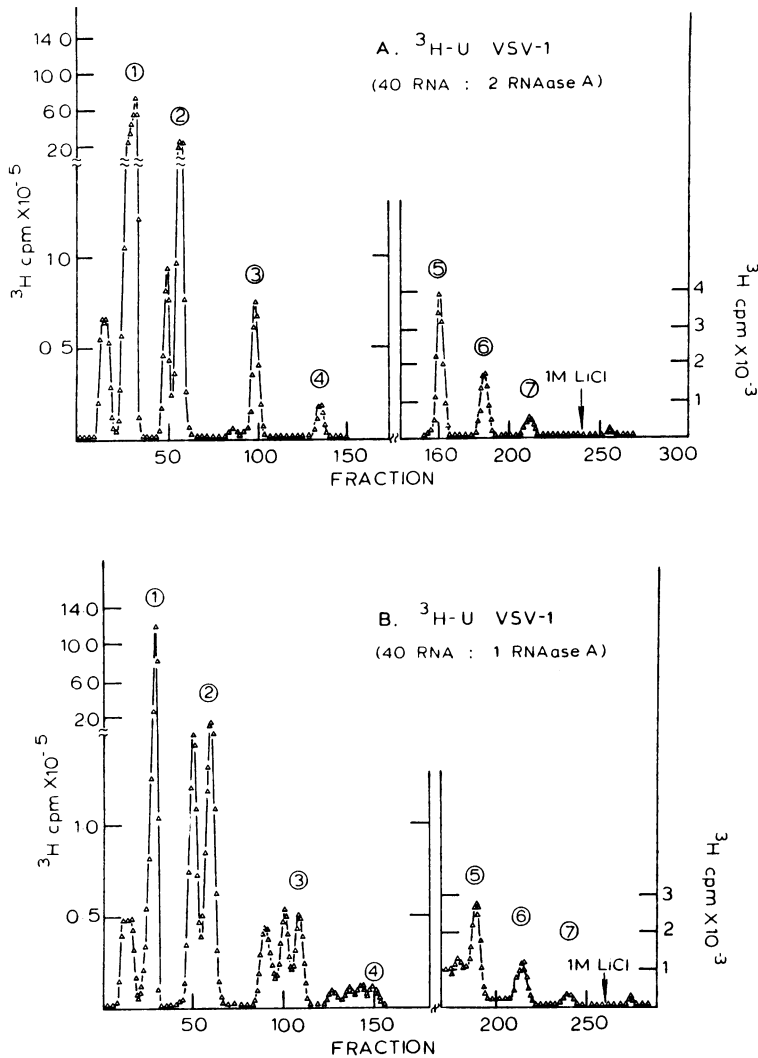 A. ³H-U VSV-1
(40 RNA : 2 RNAase A)
³H cpm X10⁻⁵
14 0
10 0
6 0
2 0
1 0
0 5
① ② ③ ④ ⑤ ⑥ ⑦
1M LiCl
4
3
2
1
³H cpm X10⁻³
50 100 150 160 200 250 300
FRACTION
B. ³H-U VSV-1
(40 RNA : 1 RNAase A)
³H cpm X10⁻⁵
14 0
10 0
6 0
2 0
1 0
0 5
① ② ③ ④ ⑤ ⑥ ⑦
1M LiCl
3
2
1
³H cpm X10⁻³
50 100 150 200 250
FRACTION